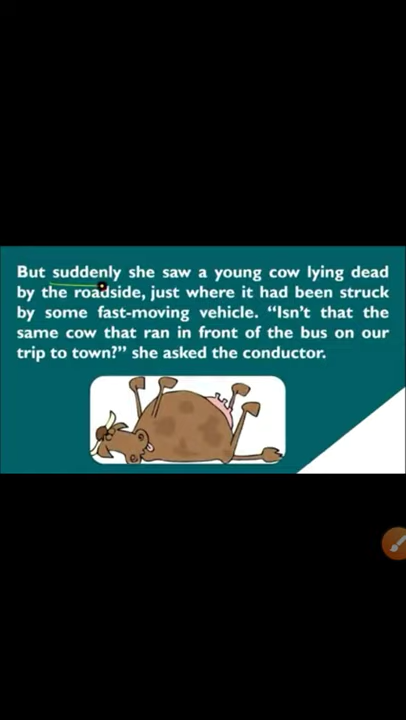 But suddenly she saw a young cow lying dead
by the roadside, just where it had been struck
by some fast-moving vehicle. “Isn’t that the
same cow that ran in front of the bus on our
trip to town?” she asked the conductor.